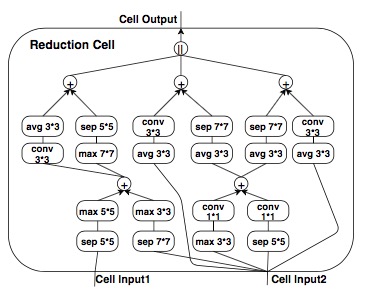 Cell Output
Reduction Cell
||
+ + +
avg 3*3 sep 5*5 conv 3*3 sep 7*7 sep 7*7 conv 3*3
conv 3*3 max 7*7 avg 3*3 avg 3*3 avg 3*3 avg 3*3
+ +
max 5*5 max 3*3 conv 1*1 conv 1*1
sep 5*5 sep 7*7 max 3*3 sep 5*5
Cell Input1 Cell Input2